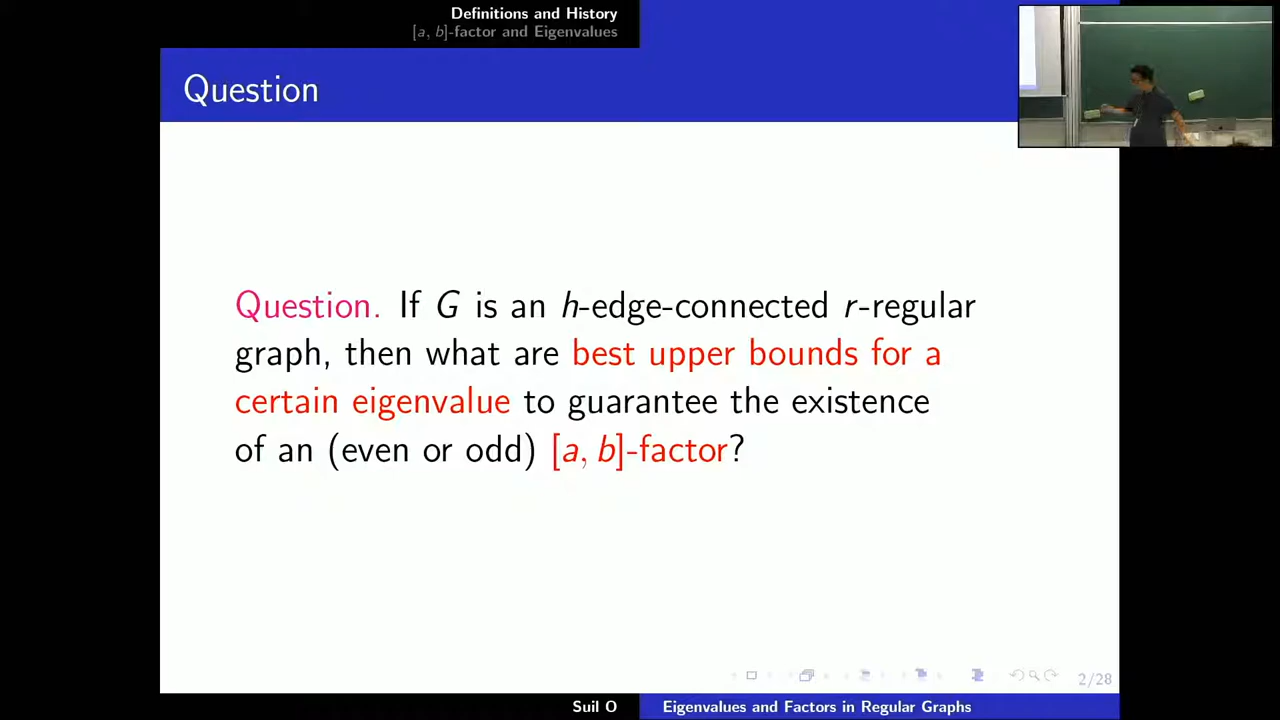 Definitions and History
[a, b]-factor and Eigenvalues
Question
Question. If G is an h-edge-connected r-regular
graph, then what are best upper bounds for a
certain eigenvalue to guarantee the existence
of an (even or odd) [a, b]-factor?
2/28
Suil O
Eigenvalues and Factors in Regular Graphs